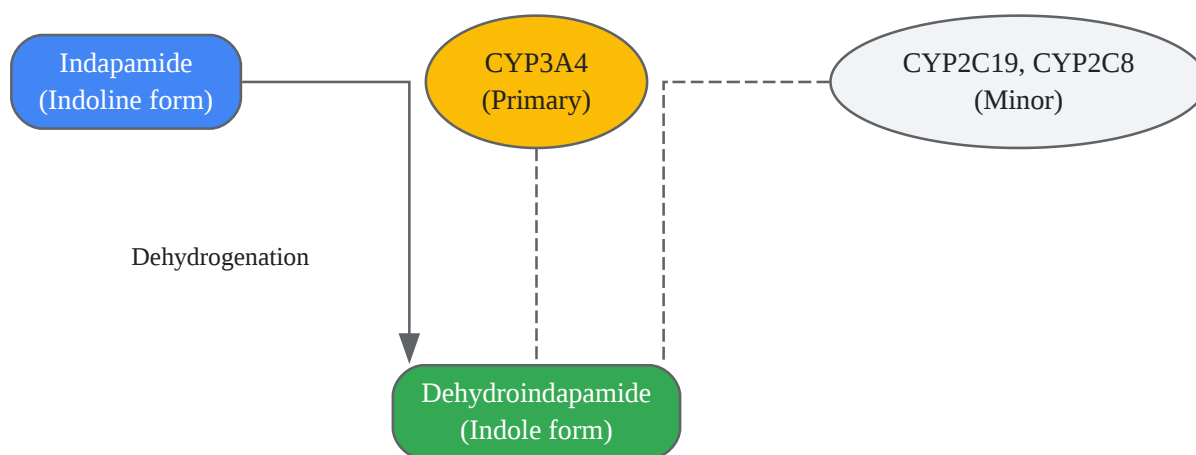 Indapamide
(Indoline form)
CYP3A4
(Primary)
CYP2C19, CYP2C8
(Minor)
Dehydrogenation
Dehydroindapamide
(Indole form)